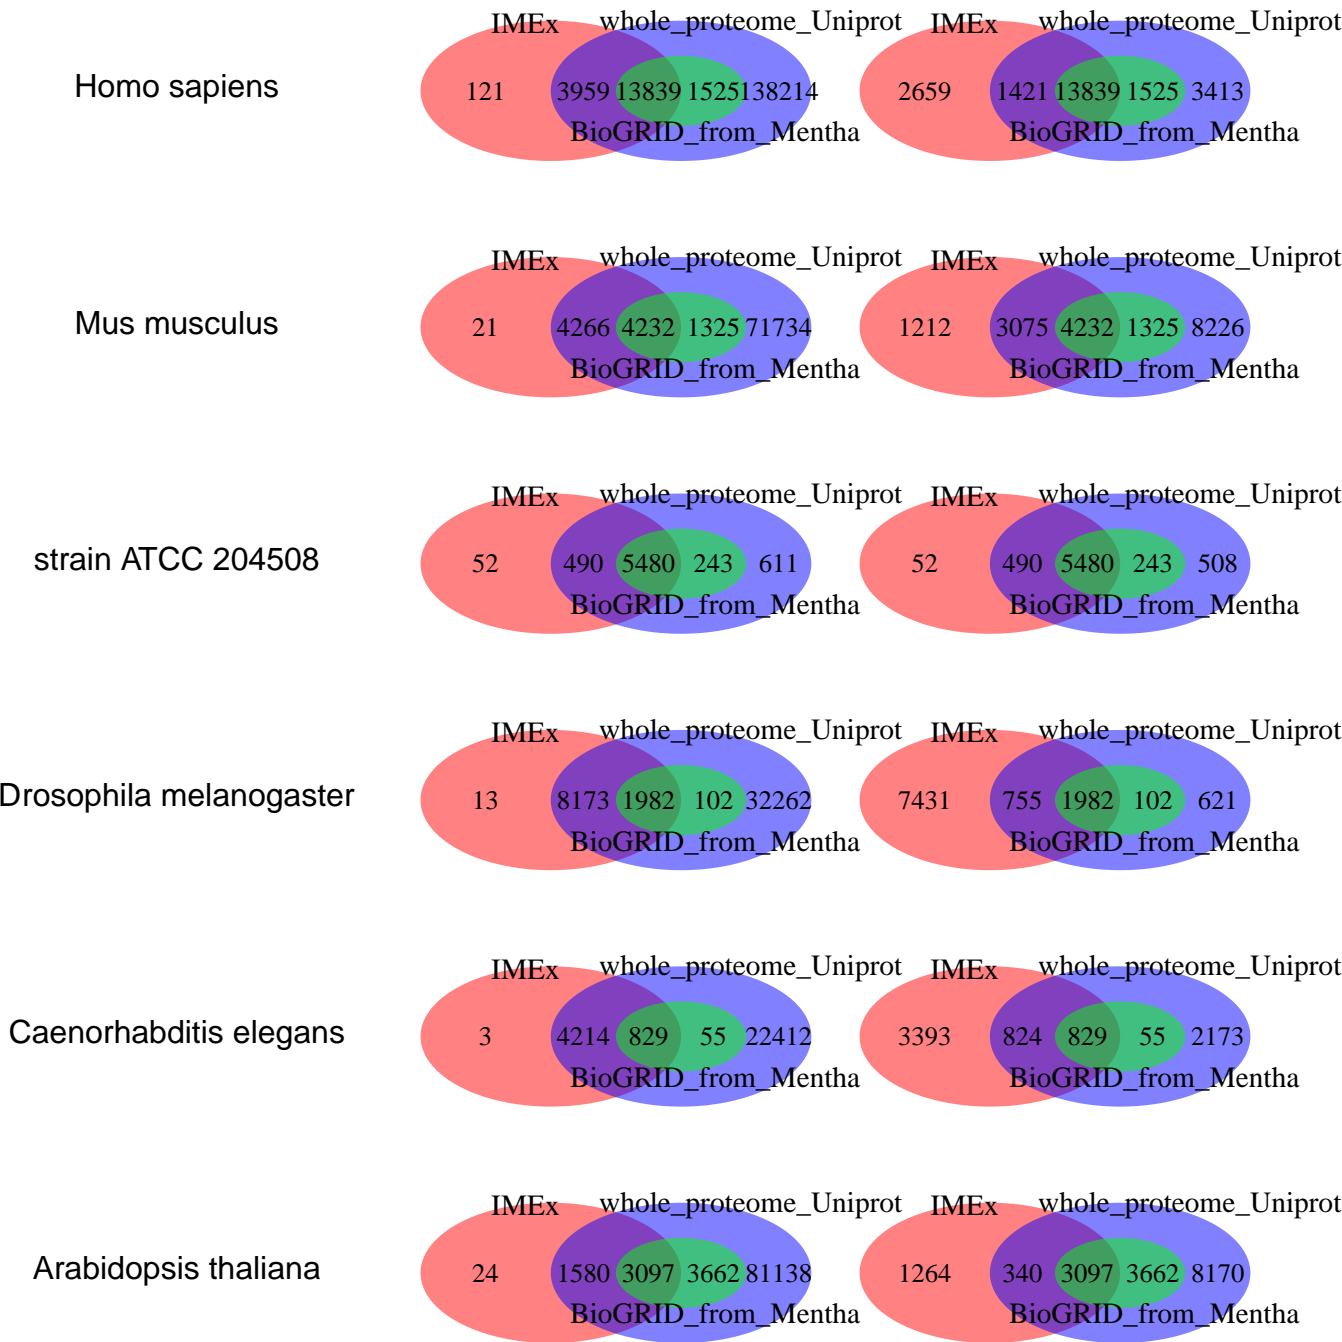 IMEx whole_proteome_Uniprot IMEx whole_proteome_Uniprot
Homo sapiens 121 3959 13839 1525 138214 2659 1421 13839 1525 3413
BioGRID_from_Mentha BioGRID_from_Mentha
IMEx whole_proteome_Uniprot IMEx whole_proteome_Uniprot
Mus musculus 21 4266 4232 1325 71734 1212 3075 4232 1325 8226
BioGRID_from_Mentha BioGRID_from_Mentha
IMEx whole_proteome_Uniprot IMEx whole_proteome_Uniprot
strain ATCC 204508 52 490 5480 243 611 52 490 5480 243 508
BioGRID_from_Mentha BioGRID_from_Mentha
IMEx whole_proteome_Uniprot IMEx whole_proteome_Uniprot
Drosophila melanogaster 13 8173 1982 102 32262 7431 755 1982 102 621
BioGRID_from_Mentha BioGRID_from_Mentha
IMEx whole_proteome_Uniprot IMEx whole_proteome_Uniprot
Caenorhabditis elegans 3 4214 829 55 22412 3393 824 829 55 2173
BioGRID_from_Mentha BioGRID_from_Mentha
IMEx whole_proteome_Uniprot IMEx whole_proteome_Uniprot
Arabidopsis thaliana 24 1580 3097 3662 81138 1264 340 3097 3662 8170
BioGRID_from_Mentha BioGRID_from_Mentha